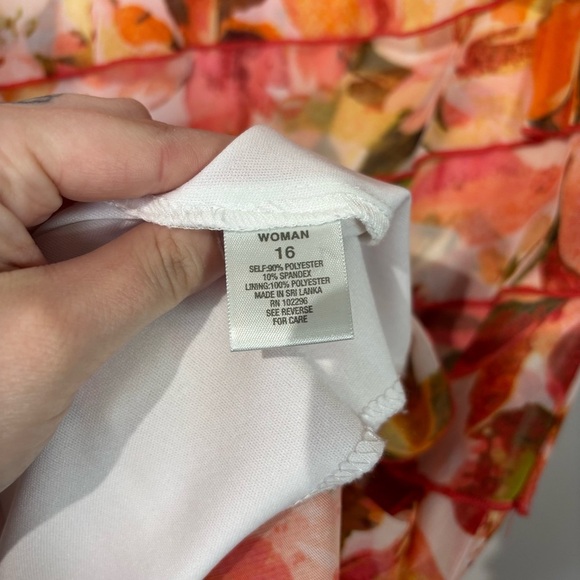 WOMAN
16
SELF:90% POLYESTER
10% SPANDEX
LINING:100% POLYESTER
MADE IN SRI LANKA
RN 102296
SEE REVERSE
FOR CARE